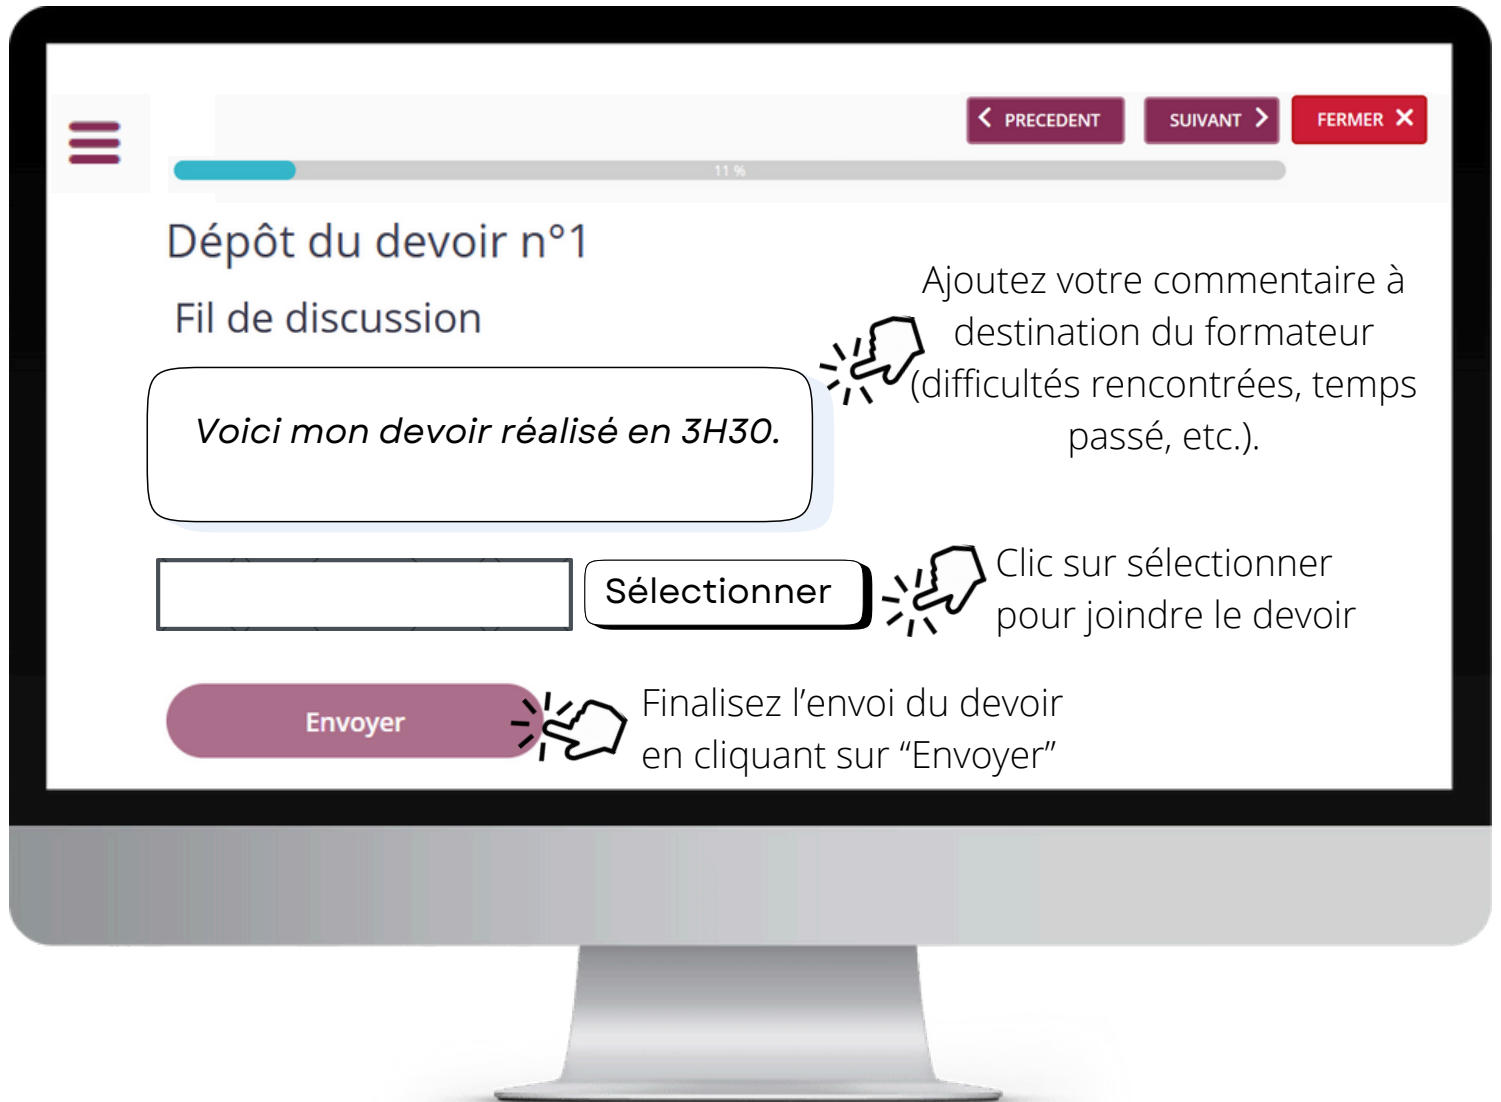 PRECEDENT
SUIVANT
FERMER
11 %
Dépôt du devoir n°1
Fil de discussion
Voici mon devoir réalisé en 3H30.
Ajoutez votre commentaire à
destination du formateur
(difficultés rencontrées, temps
passé, etc.).
Sélectionner
Clic sur sélectionner
pour joindre le devoir
Envoyer
Finalisez l’envoi du devoir
en cliquant sur “Envoyer”